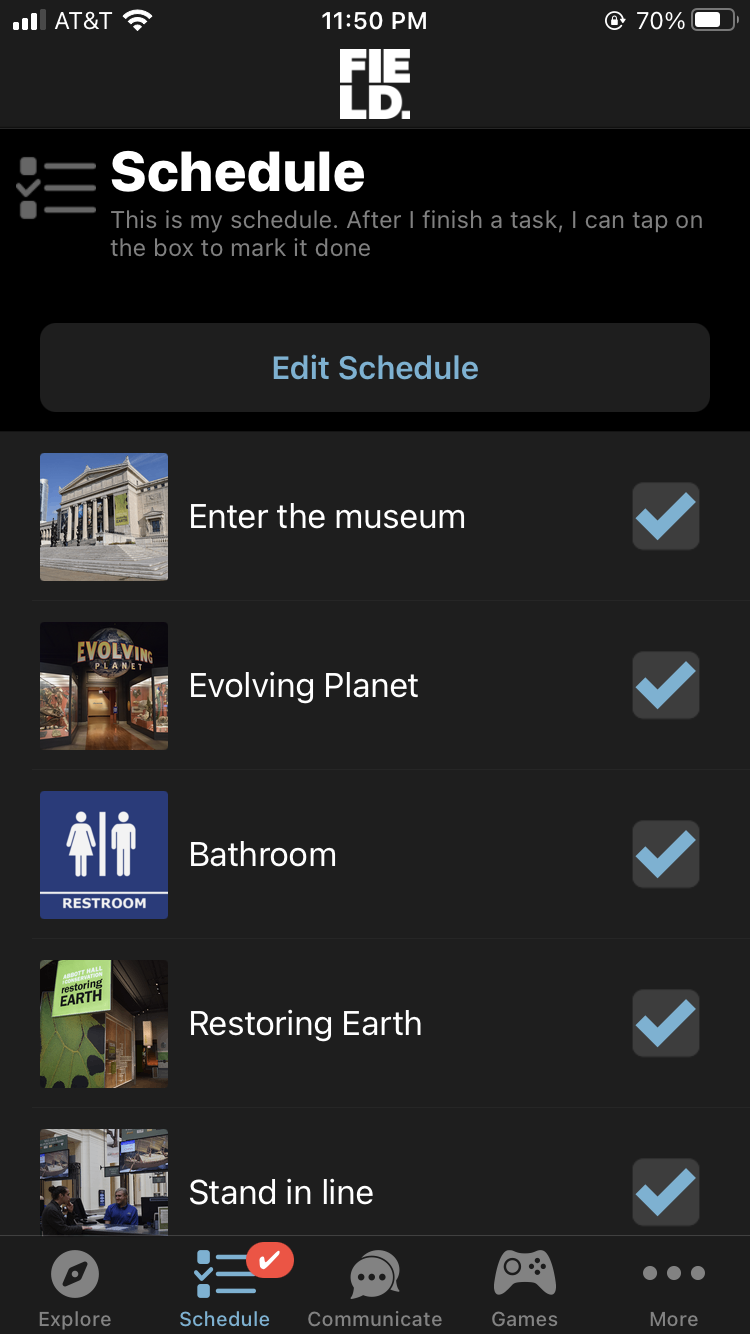 AT&T 11:50 PM 70%
FIE
LD.
Schedule
This is my schedule. After I finish a task, I can tap on
the box to mark it done
Edit Schedule
Enter the museum
EVOLVING
PLANET
Evolving Planet
Bathroom
RESTROOM
ABBOTT HALL
of CONSERVATION
restoring
EARTH
Restoring Earth
Stand in line
Explore Schedule Communicate Games More